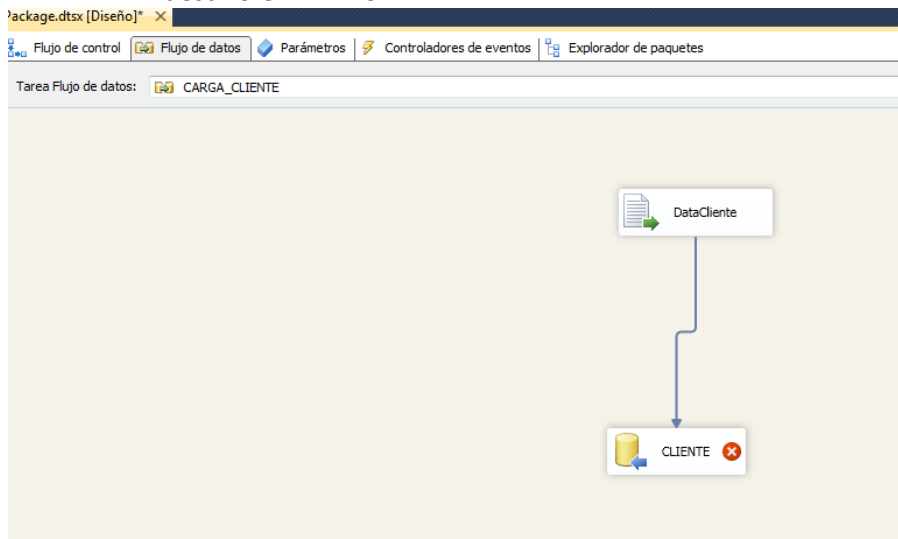 Package.dtsx [Diseño]*
Flujo de control Flujo de datos Parámetros Controladores de eventos Explorador de paquetes
Tarea Flujo de datos: CARGA_CLIENTE
DataCliente
CLIENTE